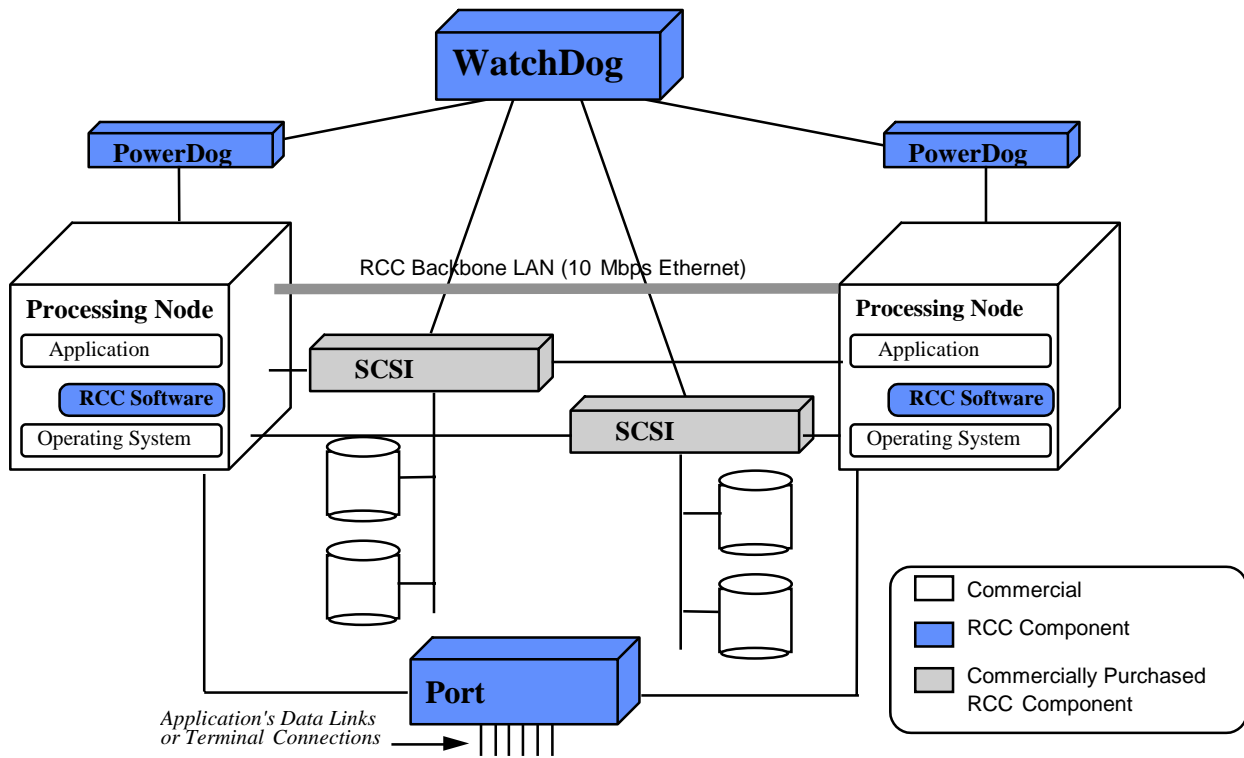 WatchDog
PowerDog
PowerDog
RCC Backbone LAN (10 Mbps Ethernet)
Processing Node
Application
RCC Software
Operating System
Processing Node
Application
RCC Software
Operating System
SCSI
SCSI
Port
Application's Data Links
or Terminal Connections
Commercial
RCC Component
Commercially Purchased
RCC Component